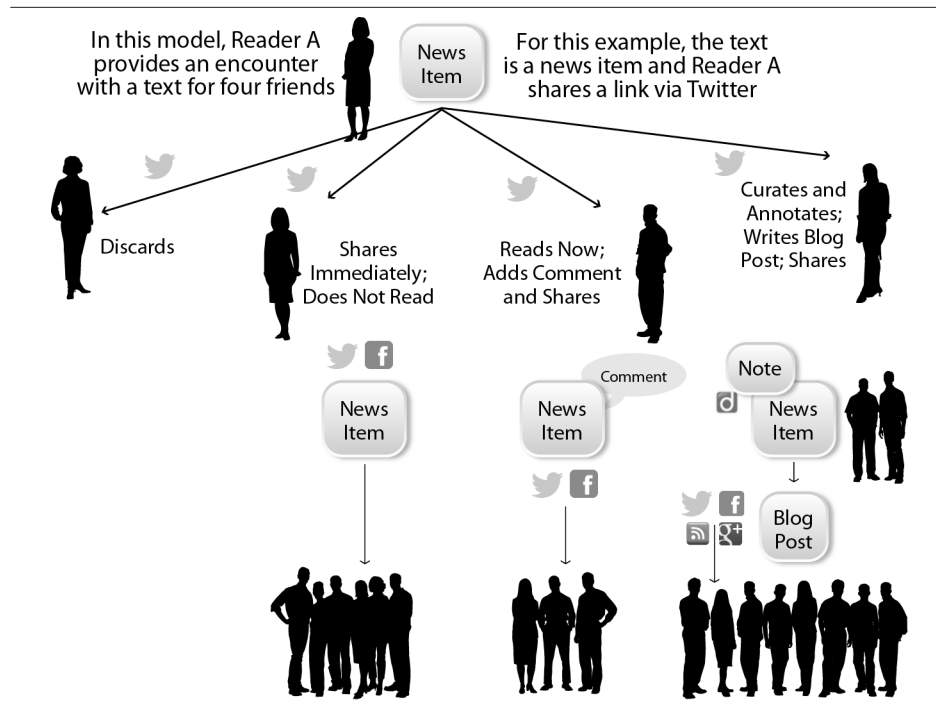 In this model, Reader A
provides an encounter
with a text for four friends
News
Item
For this example, the text
is a news item and Reader A
shares a link via Twitter
Discards
Shares
Immediately;
Does Not Read
Reads Now;
Adds Comment
and Shares
Curates and
Annotates;
Writes Blog
Post; Shares
f
News
Item
Comment
News
Item
f
Note
d
News
Item
f
g+
Blog
Post